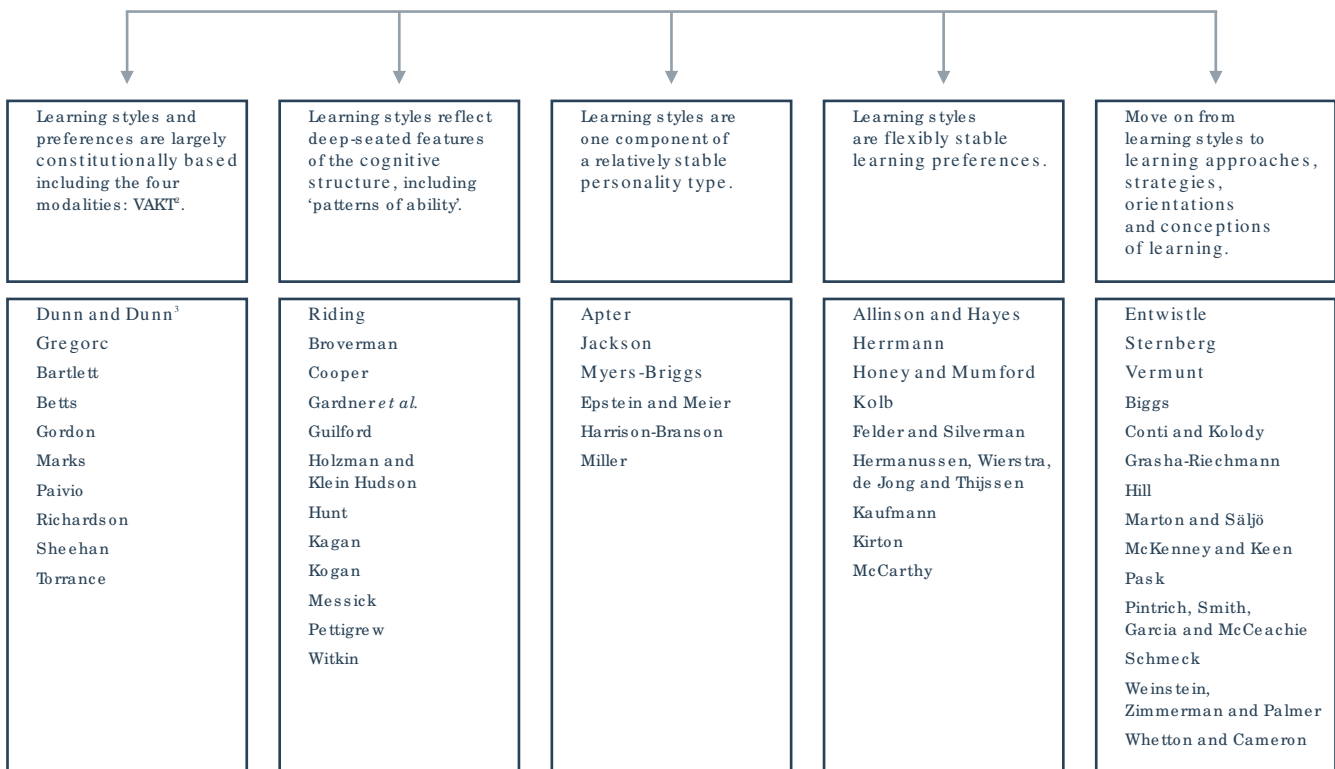 Learning styles and
preferences are largely
constitutionally based
including the four
modalities: VAKT².
Learning styles reflect
deep-seated features
of the cognitive
structure, including
‘patterns of ability’.
Learning styles are
one component of
a relatively stable
personality type.
Learning styles
are flexibly stable
learning preferences.
Move on from
learning styles to
learning approaches,
strategies,
orientations
and conceptions
of learning.
Dunn and Dunn³
Gregorc
Bartlett
Betts
Gordon
Marks
Paivio
Richardson
Sheehan
Torrance
Riding
Broverman
Cooper
Gardner et al.
Guilford
Holzman and
Klein Hudson
Hunt
Kagan
Kogan
Messick
Pettigrew
Witkin
Apter
Jackson
Myers-Briggs
Epstein and Meier
Harrison-Branson
Miller
Allinson and Hayes
Herrmann
Honey and Mumford
Kolb
Felder and Silverman
Hermanussen, Wierstra,
de Jong and Thijssen
Kaufmann
Kirton
McCarthy
Entwistle
Sternberg
Vermunt
Biggs
Conti and Kolody
Grasha-Riechmann
Hill
Marton and Säljö
McKenney and Keen
Pask
Pintrich, Smith,
Garcia and McCeachie
Schmeck
Weinstein,
Zimmerman and Palmer
Whetton and Cameron